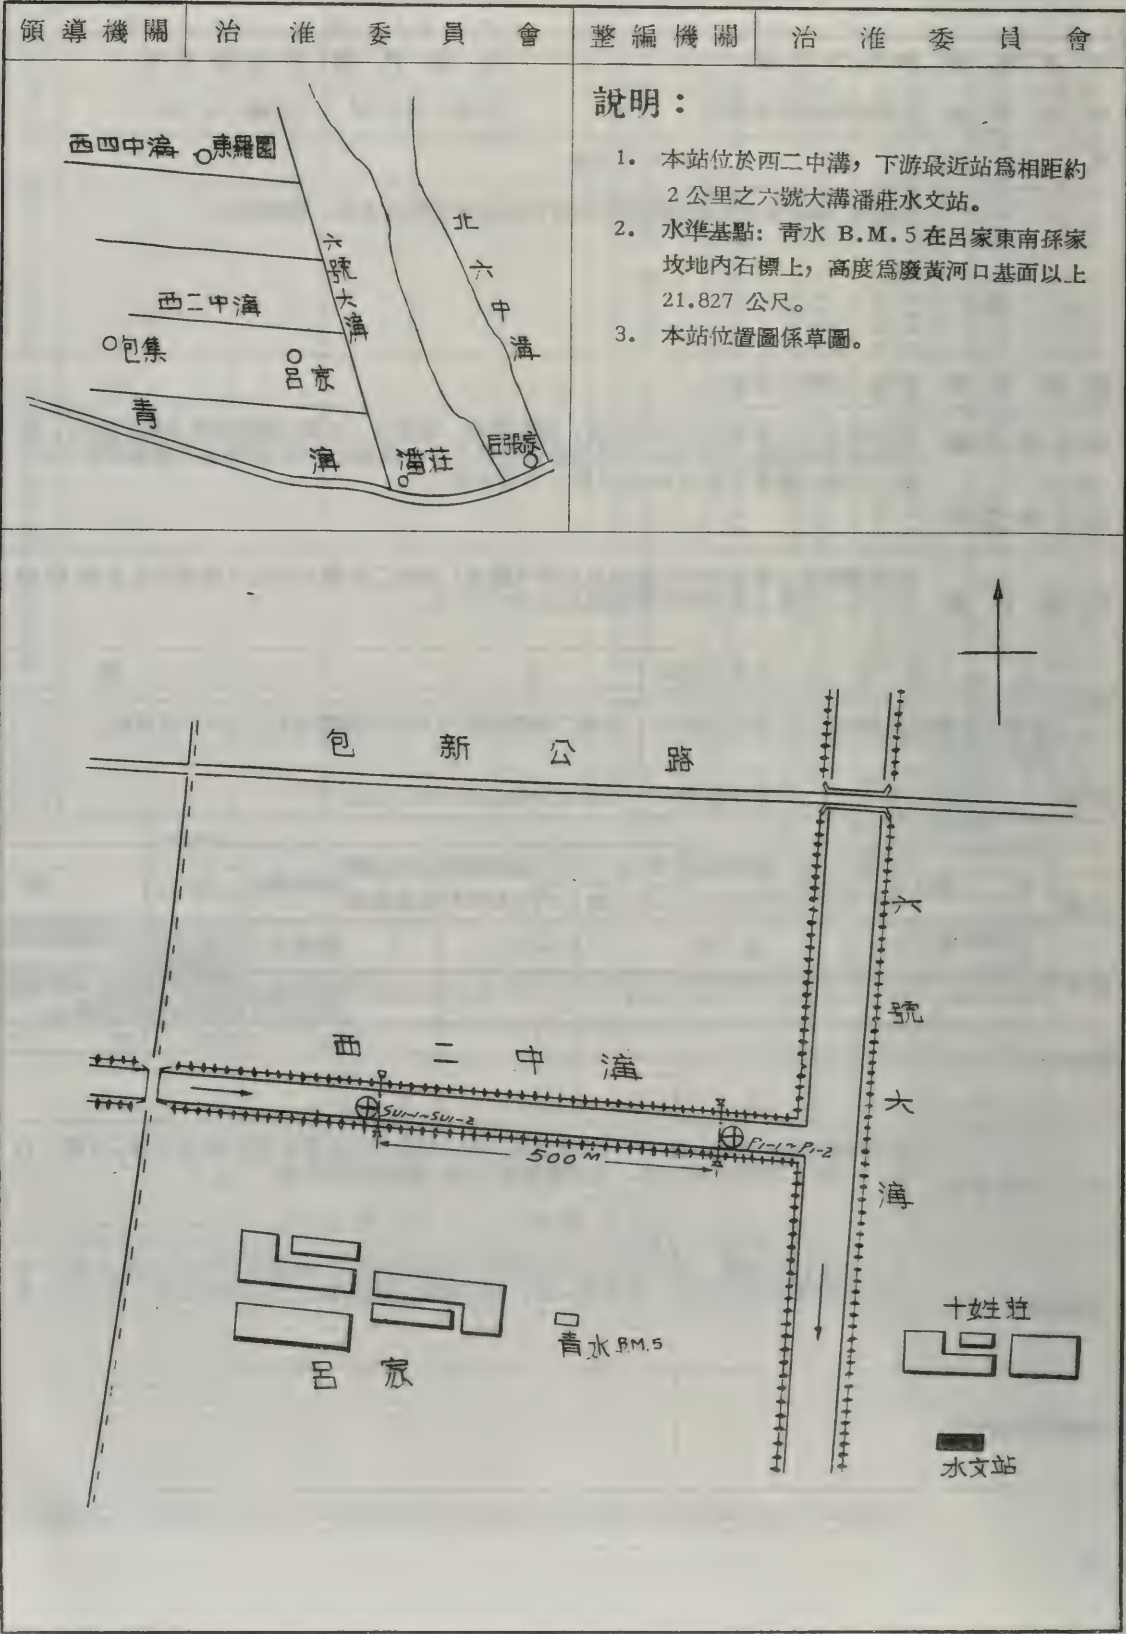 領導機關 治淮委員會 整編機關 治淮委員會
西四中溝 東羅園
北六中溝
六號大溝
西二中溝
包集
呂家
青溝
潘莊
后張家
說明：
1. 本站位於西二中溝，下游最近站爲相距約
2 公里之六號大溝潘莊水文站。
2. 水準基點：青水 B.M. 5 在呂家東南孫家
坟地內石標上，高度爲廢黃河口基面以上
21.827 公尺。
3. 本站位置圖係草圖。
包新公路
六號大溝
西二中溝
SU1-1~SU1-2
P1-1~P1-2
500M
十姓莊
青水 B.M.5
呂家
水文站